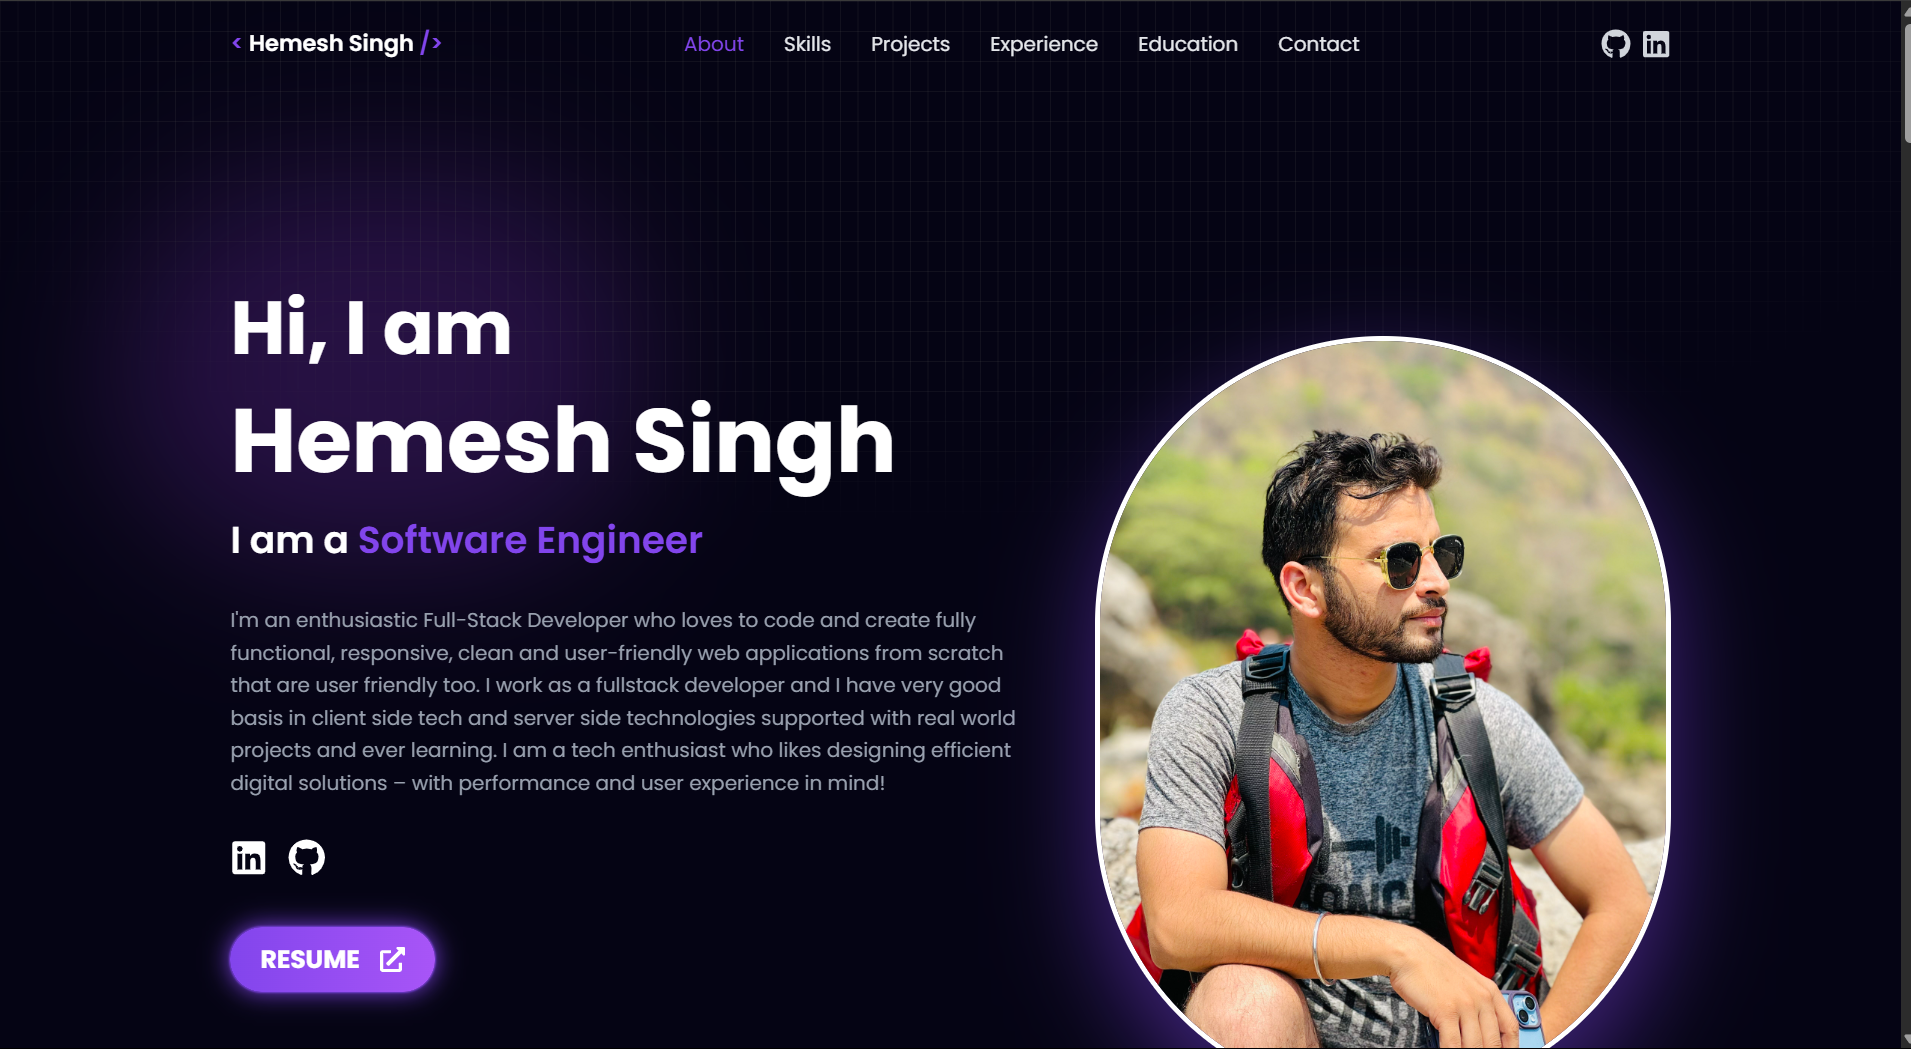 < Hemesh Singh />
About Skills Projects Experience Education Contact
Hi, I am
Hemesh Singh
I am a Software Engineer
I'm an enthusiastic Full-Stack Developer who loves to code and create fully
functional, responsive, clean and user-friendly web applications from scratch
that are user friendly too. I work as a fullstack developer and I have very good
basis in client side tech and server side technologies supported with real world
projects and ever learning. I am a tech enthusiast who likes designing efficient
digital solutions – with performance and user experience in mind!
in
RESUME